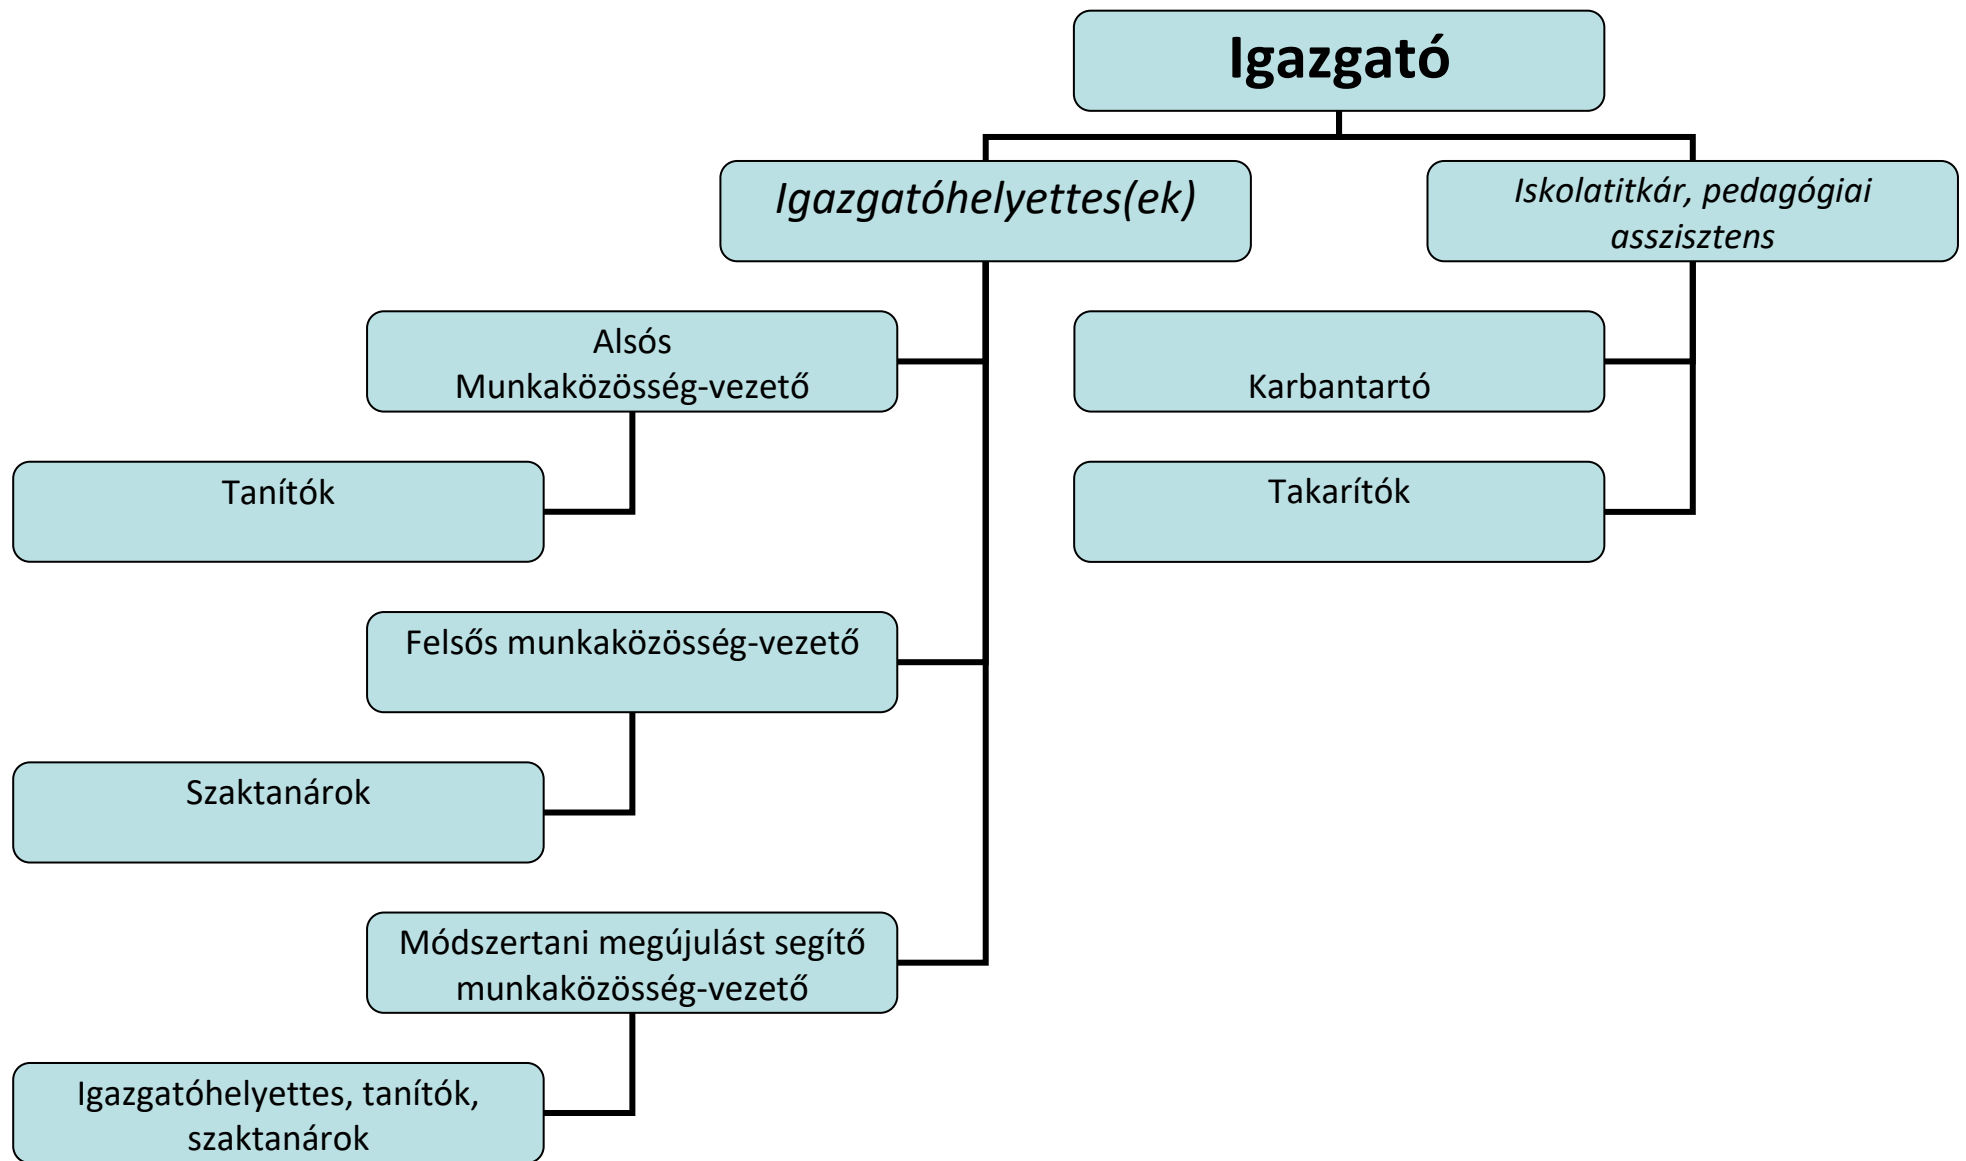 Igazgató
Igazgatóhelyettes(ek)
Iskolatitkár, pedagógiai
asszisztens
Alsós
Munkaközösség-vezető
Karbantartó
Tanítók
Takarítók
Felsős munkaközösség-vezető
Szaktanárok
Módszertani megújulást segítő
munkaközösség-vezető
Igazgatóhelyettes, tanítók,
szaktanárok